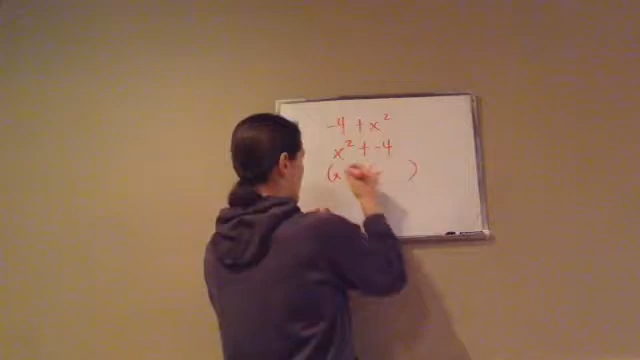 -4 + x²
x² + -4
(x )